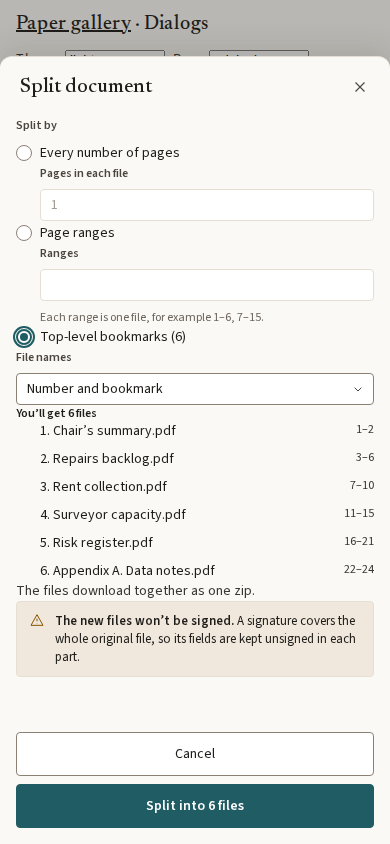 Paper gallery · Dialogs
Split document
Split by
Every number of pages
Pages in each file
1
Page ranges
Ranges
Each range is one file, for example 1–6, 7–15.
Top-level bookmarks (6)
File names
Number and bookmark
You’ll get 6 files
1. Chair’s summary.pdf 1–2
2. Repairs backlog.pdf 3–6
3. Rent collection.pdf 7–10
4. Surveyor capacity.pdf 11–15
5. Risk register.pdf 16–21
6. Appendix A. Data notes.pdf 22–24
The files download together as one zip.
The new files won’t be signed. A signature covers the
whole original file, so its fields are kept unsigned in each
part.
Cancel
Split into 6 files